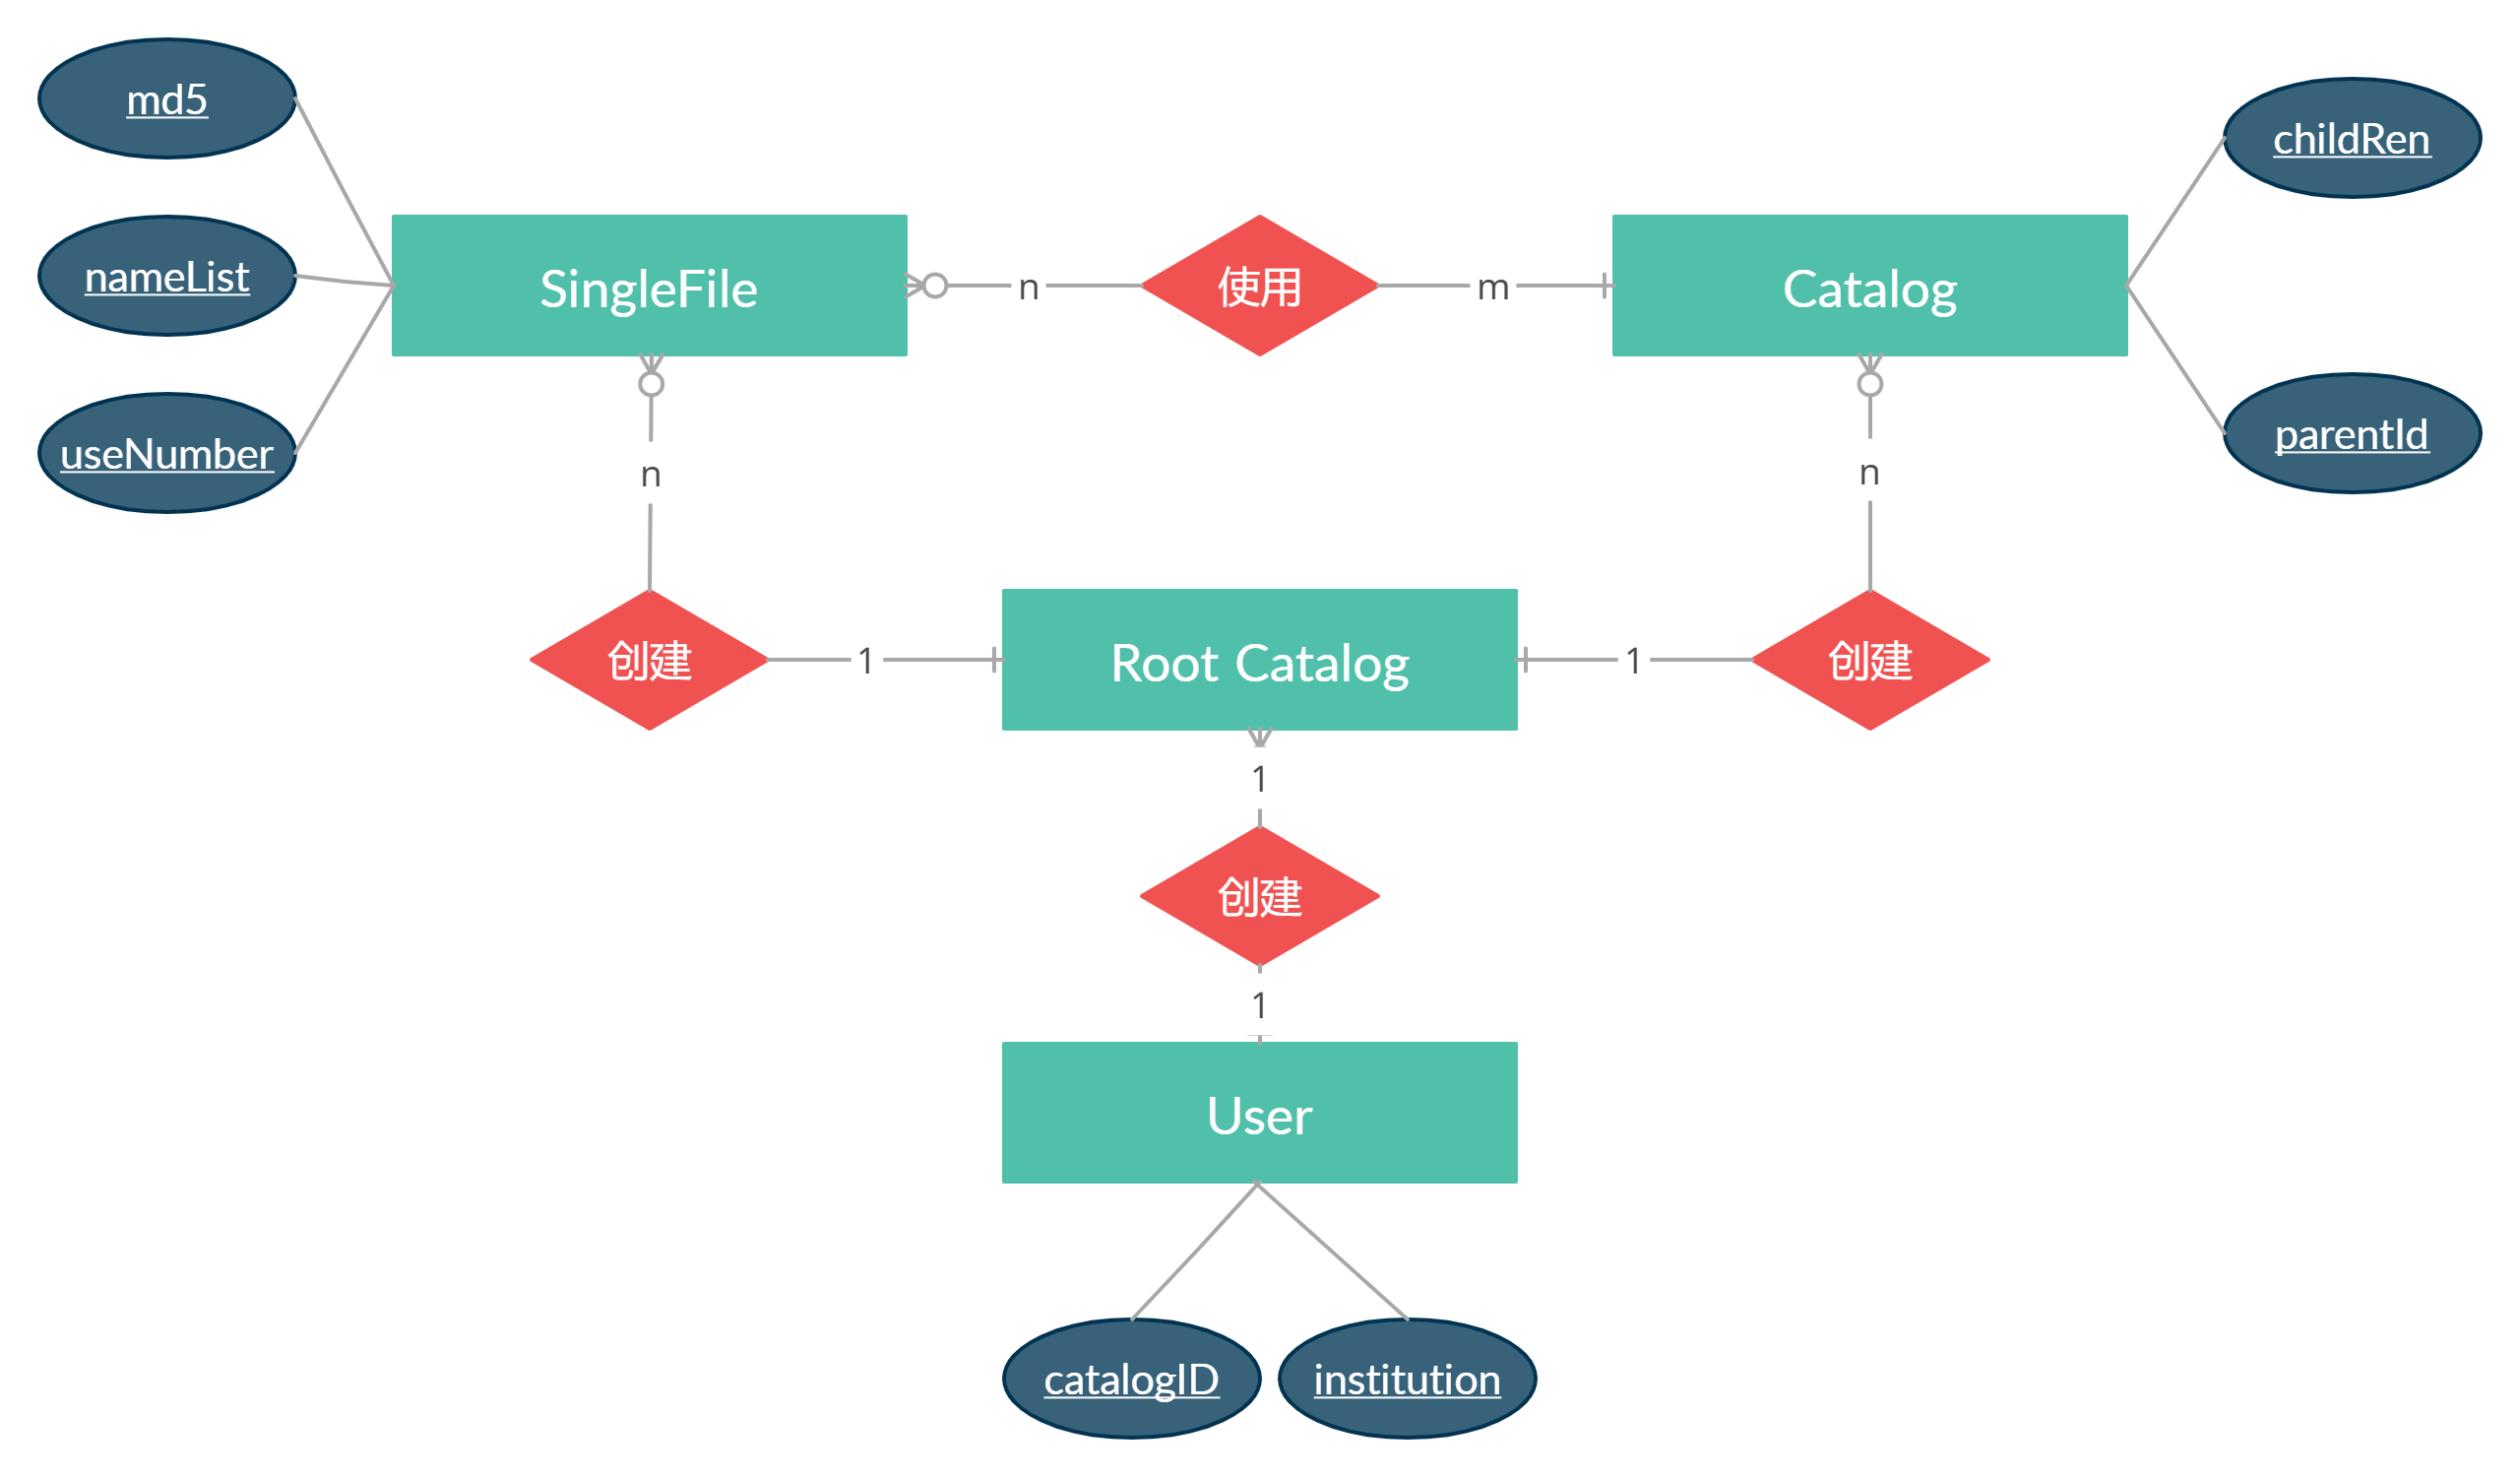 md5
childRen
nameList
SingleFile
n
使用
m
Catalog
useNumber
parentId
n
n
创建
1
Root Catalog
1
创建
1
创建
1
User
catalogID
institution